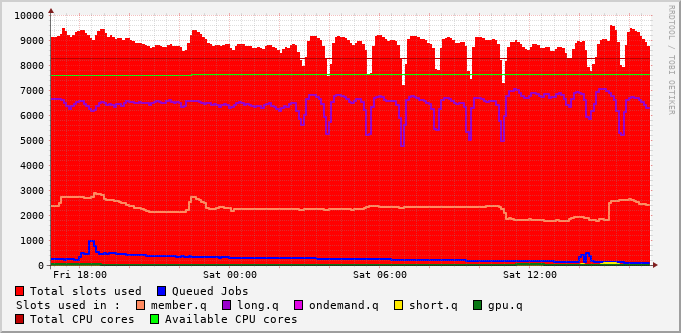 10000
9000
8000
7000
6000
5000
4000
3000
2000
1000
0
Fri 18:00 Sat 00:00 Sat 06:00 Sat 12:00
Total slots used Queued Jobs
Slots used in : member.q long.q ondemand.q short.q gpu.q
Total CPU cores Available CPU cores
RRDTOOL / TOBI OETIKER